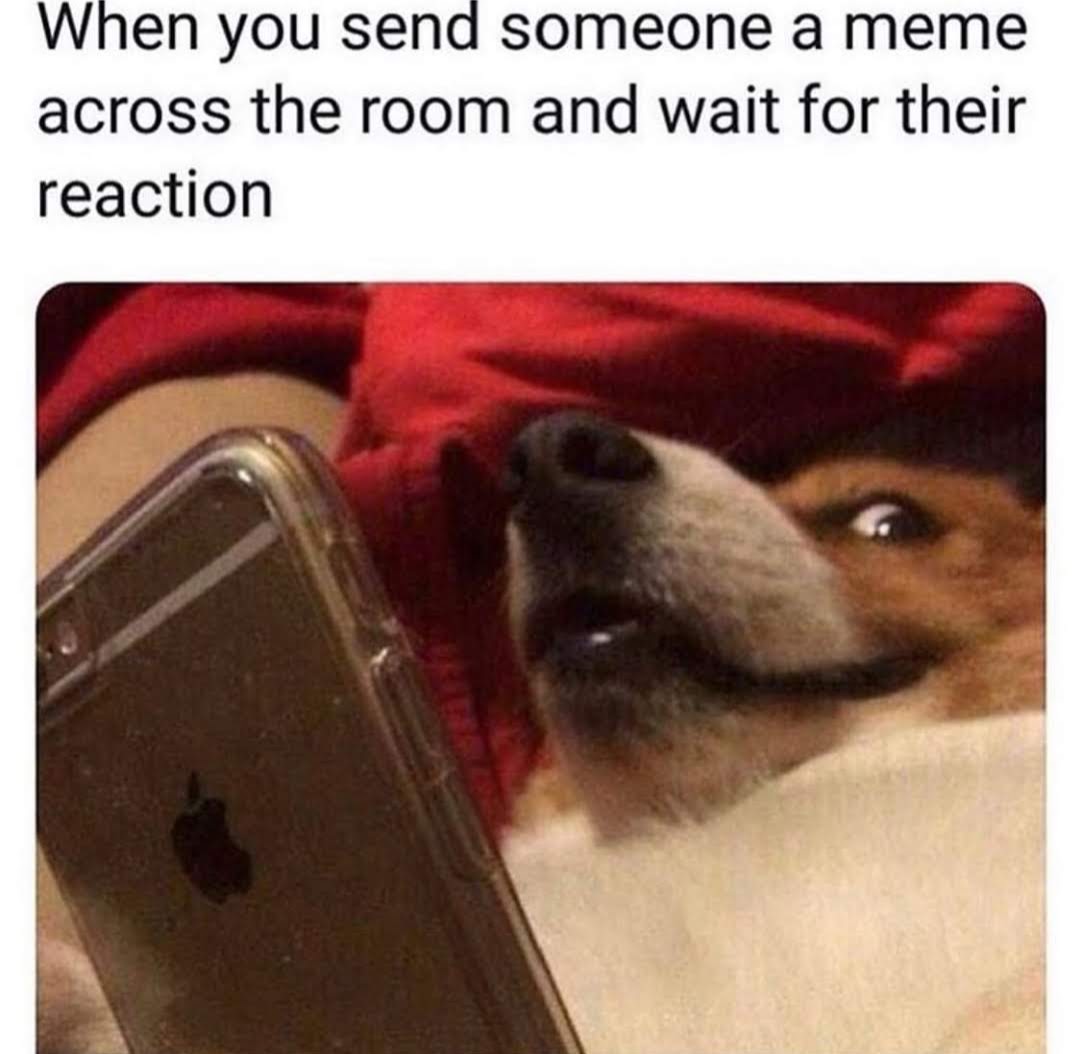 When you send someone a meme
across the room and wait for their
reaction